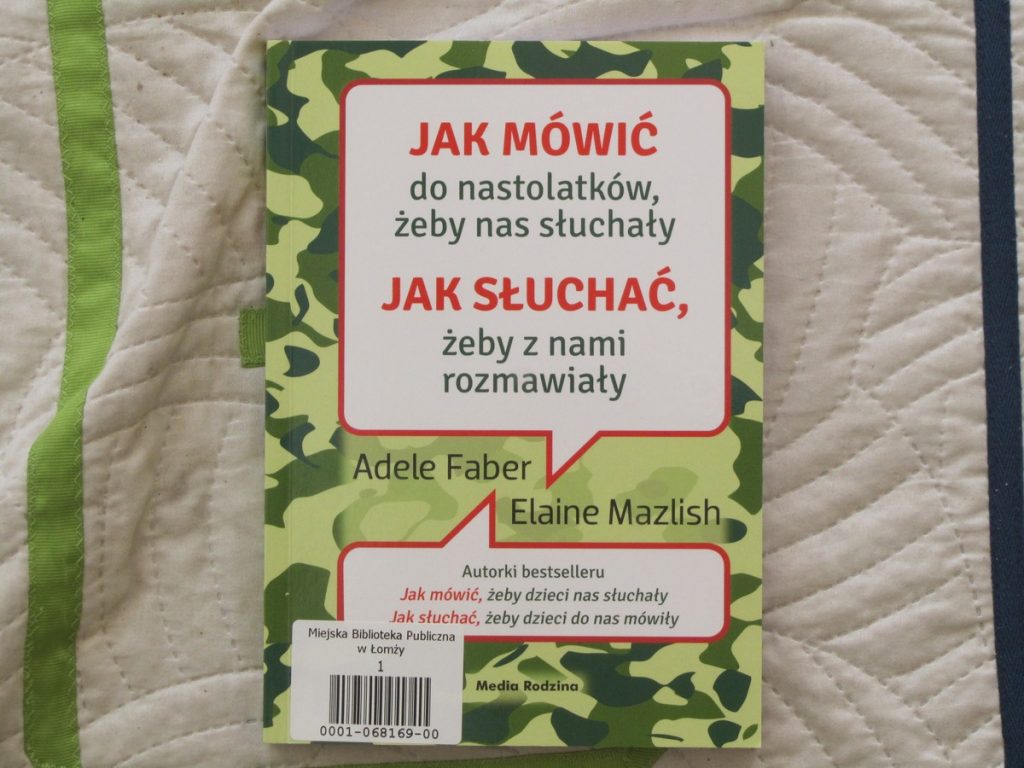 JAK MÓWIĆ
do nastolatków,
żeby nas słuchały
JAK SŁUCHAĆ,
żeby z nami
rozmawiały
Adele Faber
Elaine Mazlish
Autorki bestselleru
Jak mówić, żeby dzieci nas słuchały
Jak słuchać, żeby dzieci do nas mówiły
Miejska Biblioteka Publiczna
w Łomży
1
0001-068169-00
Media Rodzina